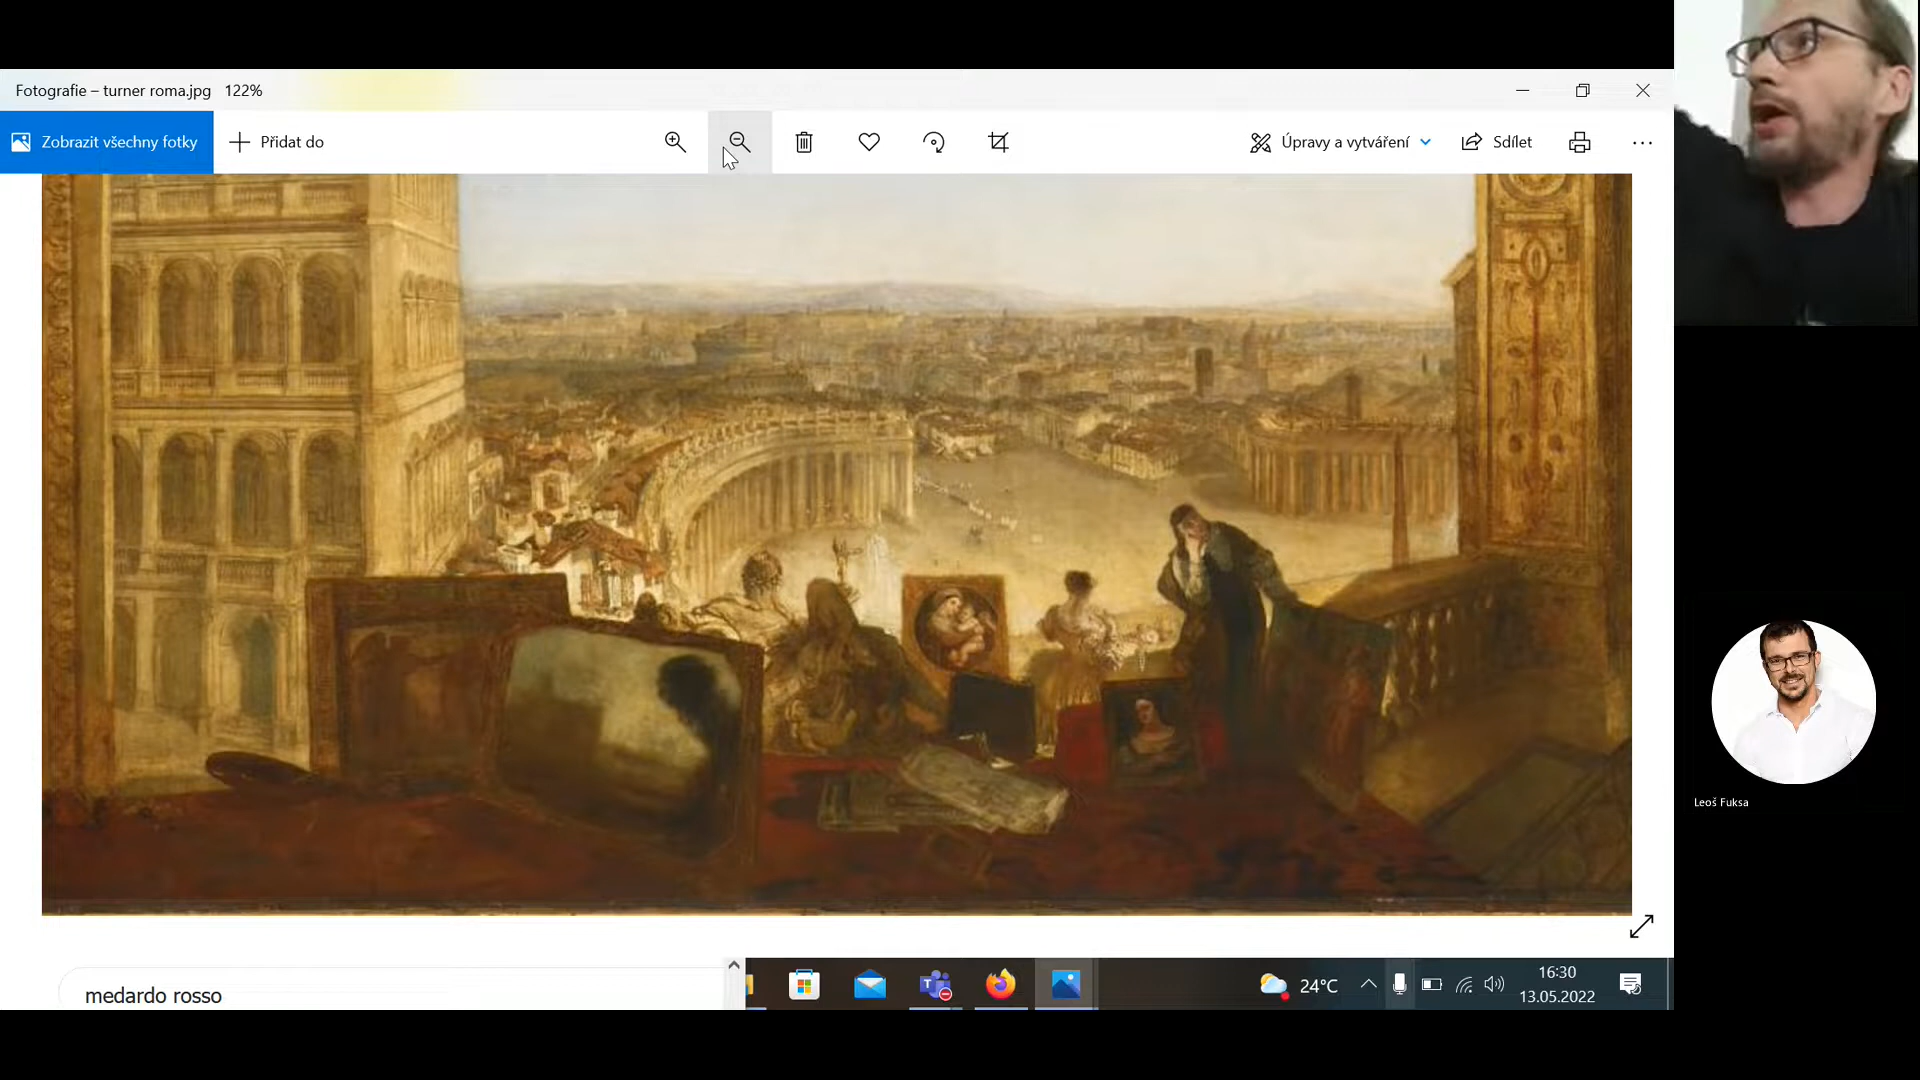 Fotografie – turner roma.jpg 122%
Zobrazit všechny fotky
Přidat do
Úpravy a vytváření
Sdílet
Leoš Fuksa
medardo rosso
24°C
16:30
13.05.2022